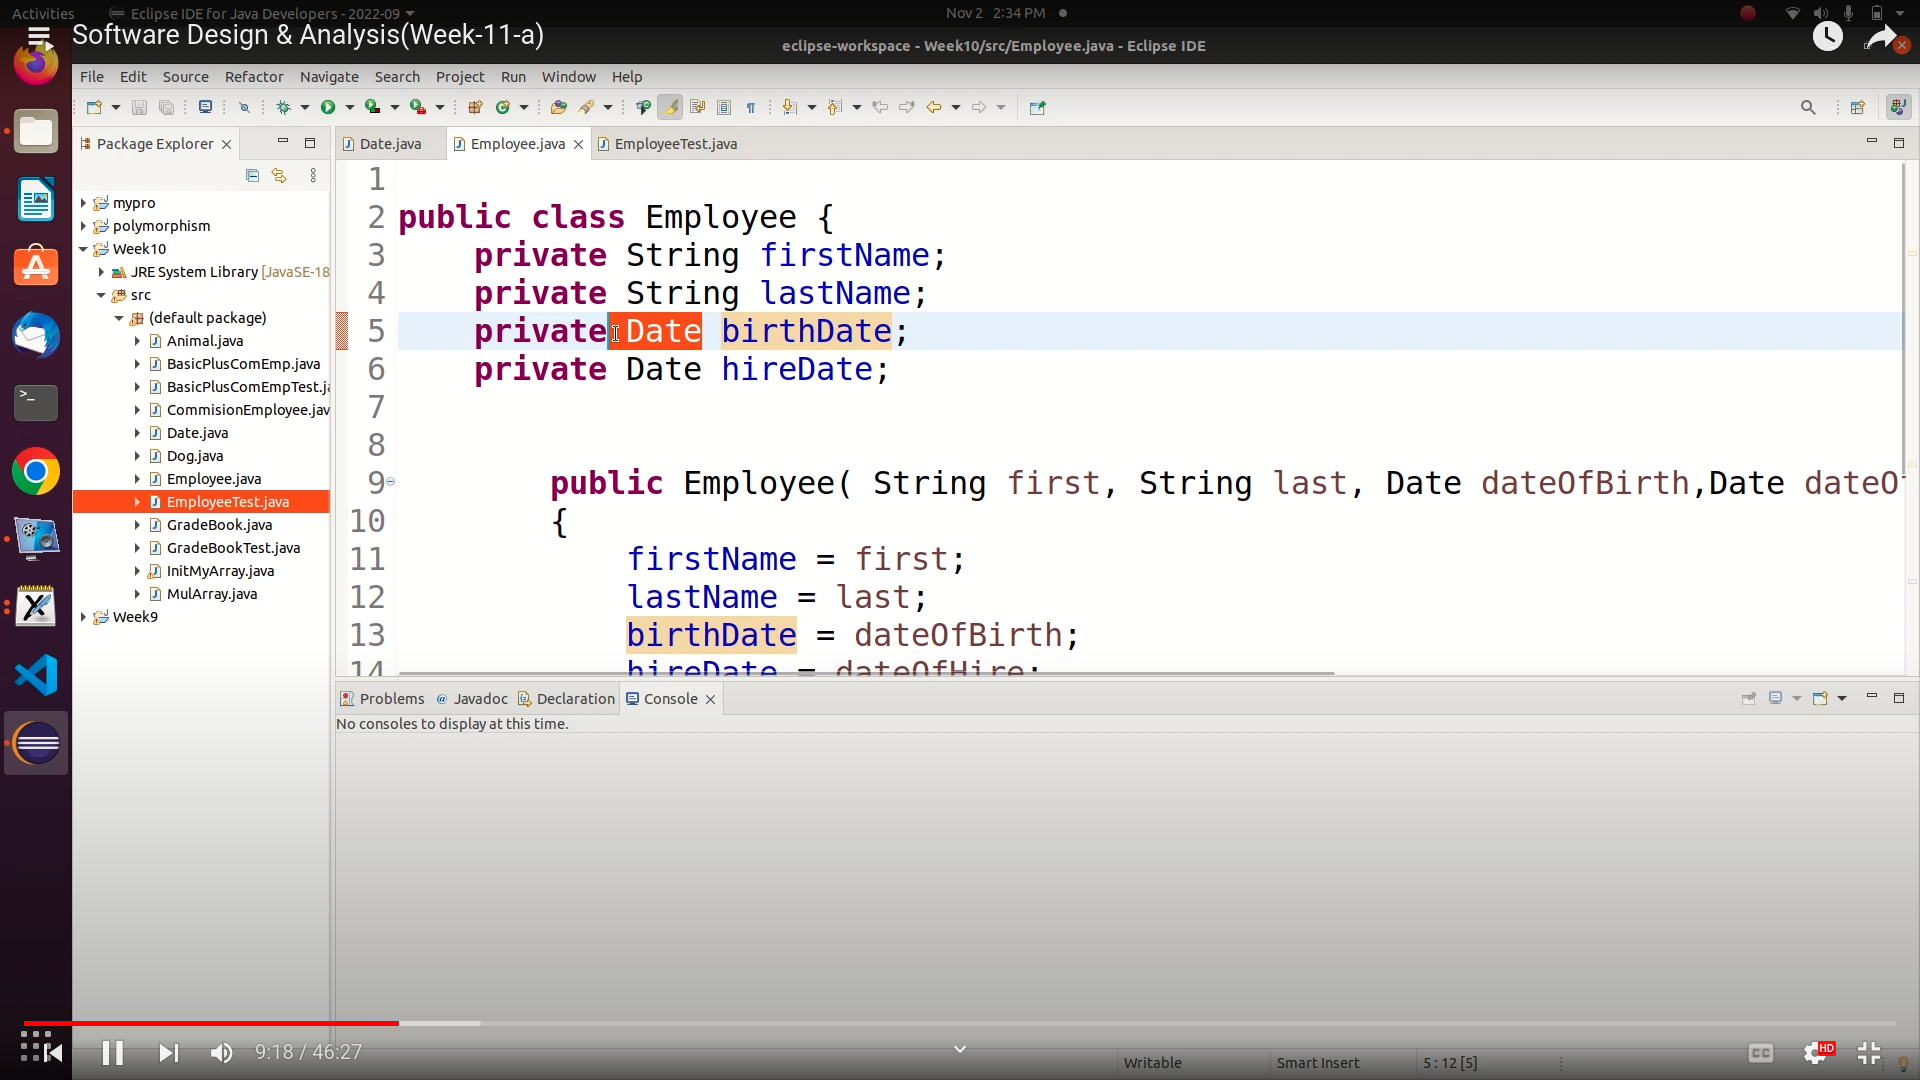 Activities Eclipse IDE for Java Developers - 2022-09 Nov 2 2:34 PM
Software Design & Analysis(Week-11-a)
eclipse-workspace - Week10/src/Employee.java - Eclipse IDE
File Edit Source Refactor Navigate Search Project Run Window Help
Package Explorer
Date.java Employee.java EmployeeTest.java
mypro
polymorphism
Week10
JRE System Library [JavaSE-18
src
(default package)
Animal.java
BasicPlusComEmp.java
BasicPlusComEmpTest.ja
CommisionEmployee.jav
Date.java
Dog.java
Employee.java
EmployeeTest.java
GradeBook.java
GradeBookTest.java
InitMyArray.java
MulArray.java
Week9
1
2 public class Employee {
3 private String firstName;
4 private String lastName;
5 private Date birthDate;
6 private Date hireDate;
7
8
9 public Employee( String first, String last, Date dateOfBirth,Date dateOf
10 {
11 firstName = first;
12 lastName = last;
13 birthDate = dateOfBirth;
14 hireDate = dateOfHire;
Problems Javadoc Declaration Console
No consoles to display at this time.
9:18 / 46:27
CC
HD
Writable Smart Insert 5 : 12 [5]